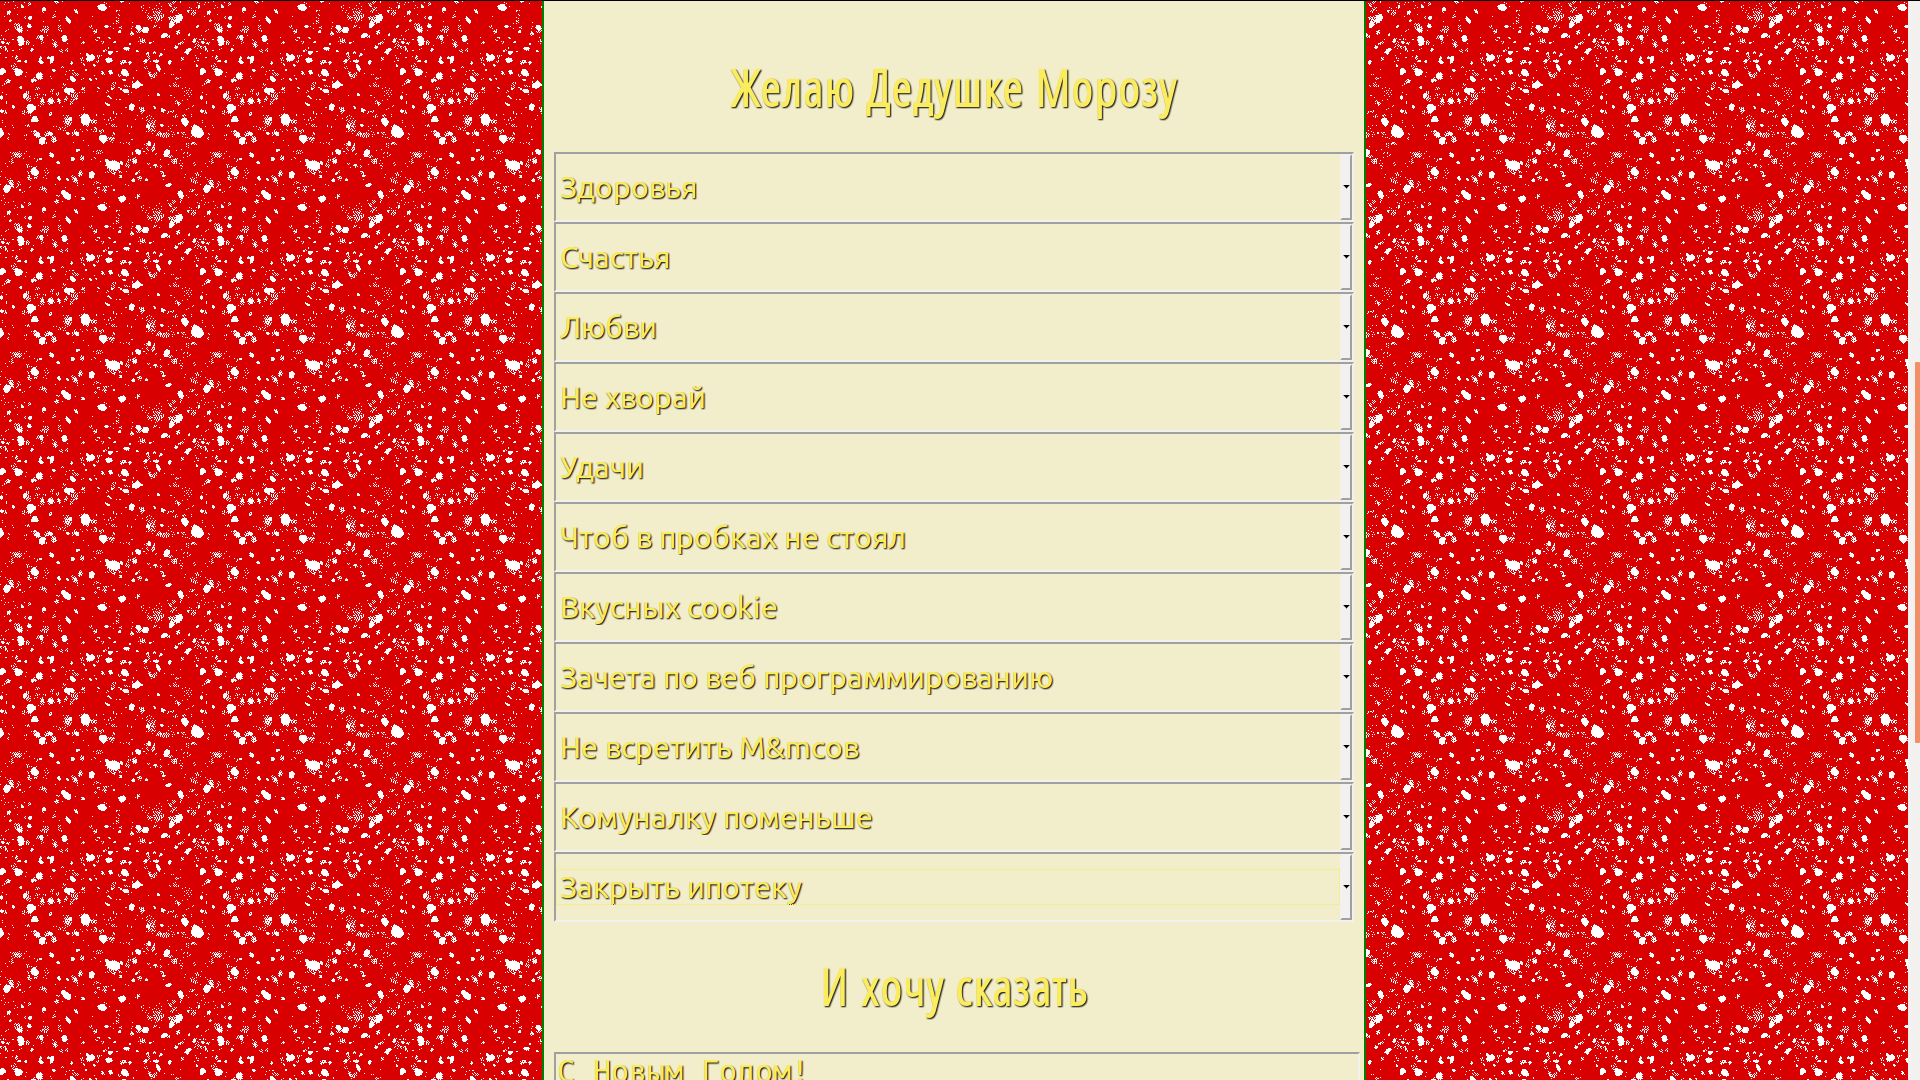 Желаю Дедушке Морозу
Здоровья
Счастья
Любви
Не хворай
Удачи
Чтоб в пробках не стоял
Вкусных cookie
Зачета по веб программированию
Не всретить M&mсов
Комуналку поменьше
Закрыть ипотеку
И хочу сказать
С Новым Годом!